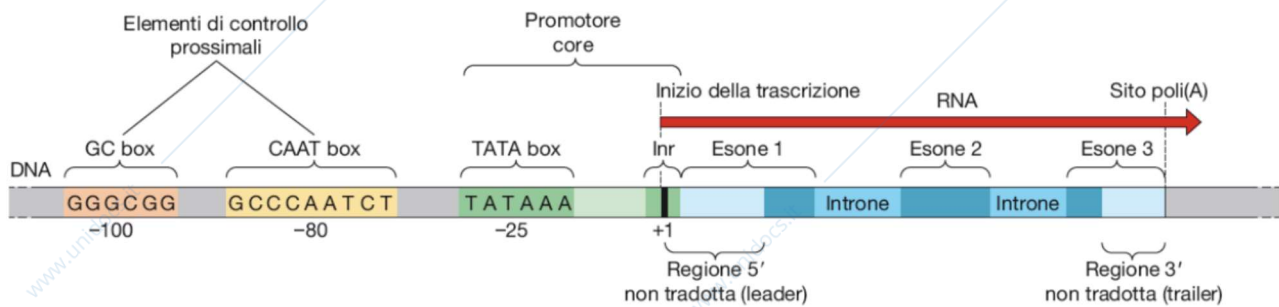 Elementi di controllo
prossimali
Promotore
core
Inizio della trascrizione
RNA
Sito poli(A)
DNA
GC box
CAAT box
TATA box
Inr
Esone 1
Esone 2
Esone 3
GGGCGG
GCCCAATCT
TATAAA
Introne
Introne
–100
–80
–25
+1
Regione 5′
non tradotta (leader)
Regione 3′
non tradotta (trailer)